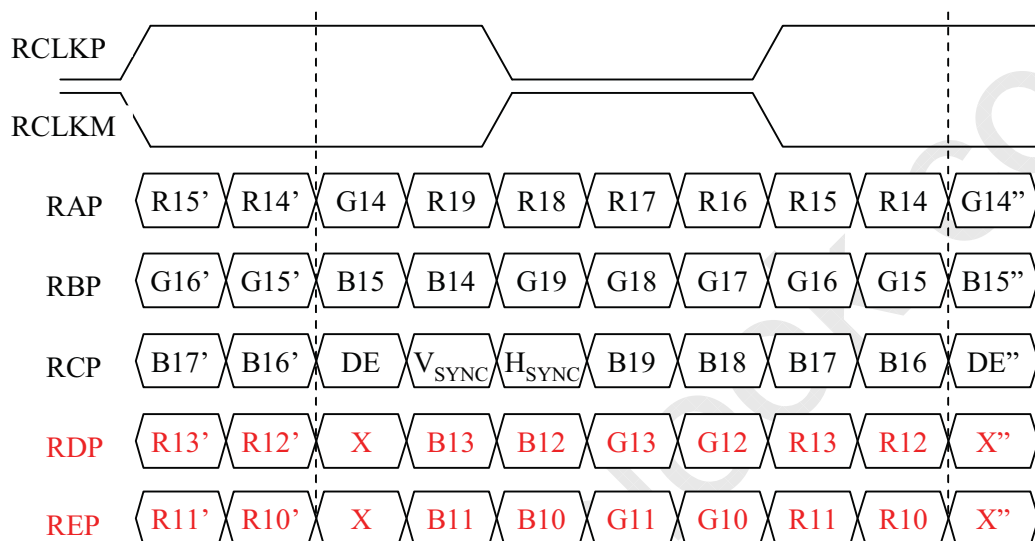 RCLKP
RCLKM
RAP R15’ R14’ G14 R19 R18 R17 R16 R15 R14 G14”
RBP G16’ G15’ B15 B14 G19 G18 G17 G16 G15 B15”
RCP B17’ B16’ DE VSYNC HSYNC B19 B18 B17 B16 DE”
RDP R13’ R12’ X B13 B12 G13 G12 R13 R12 X”
REP R11’ R10’ X B11 B10 G11 G10 R11 R10 X”